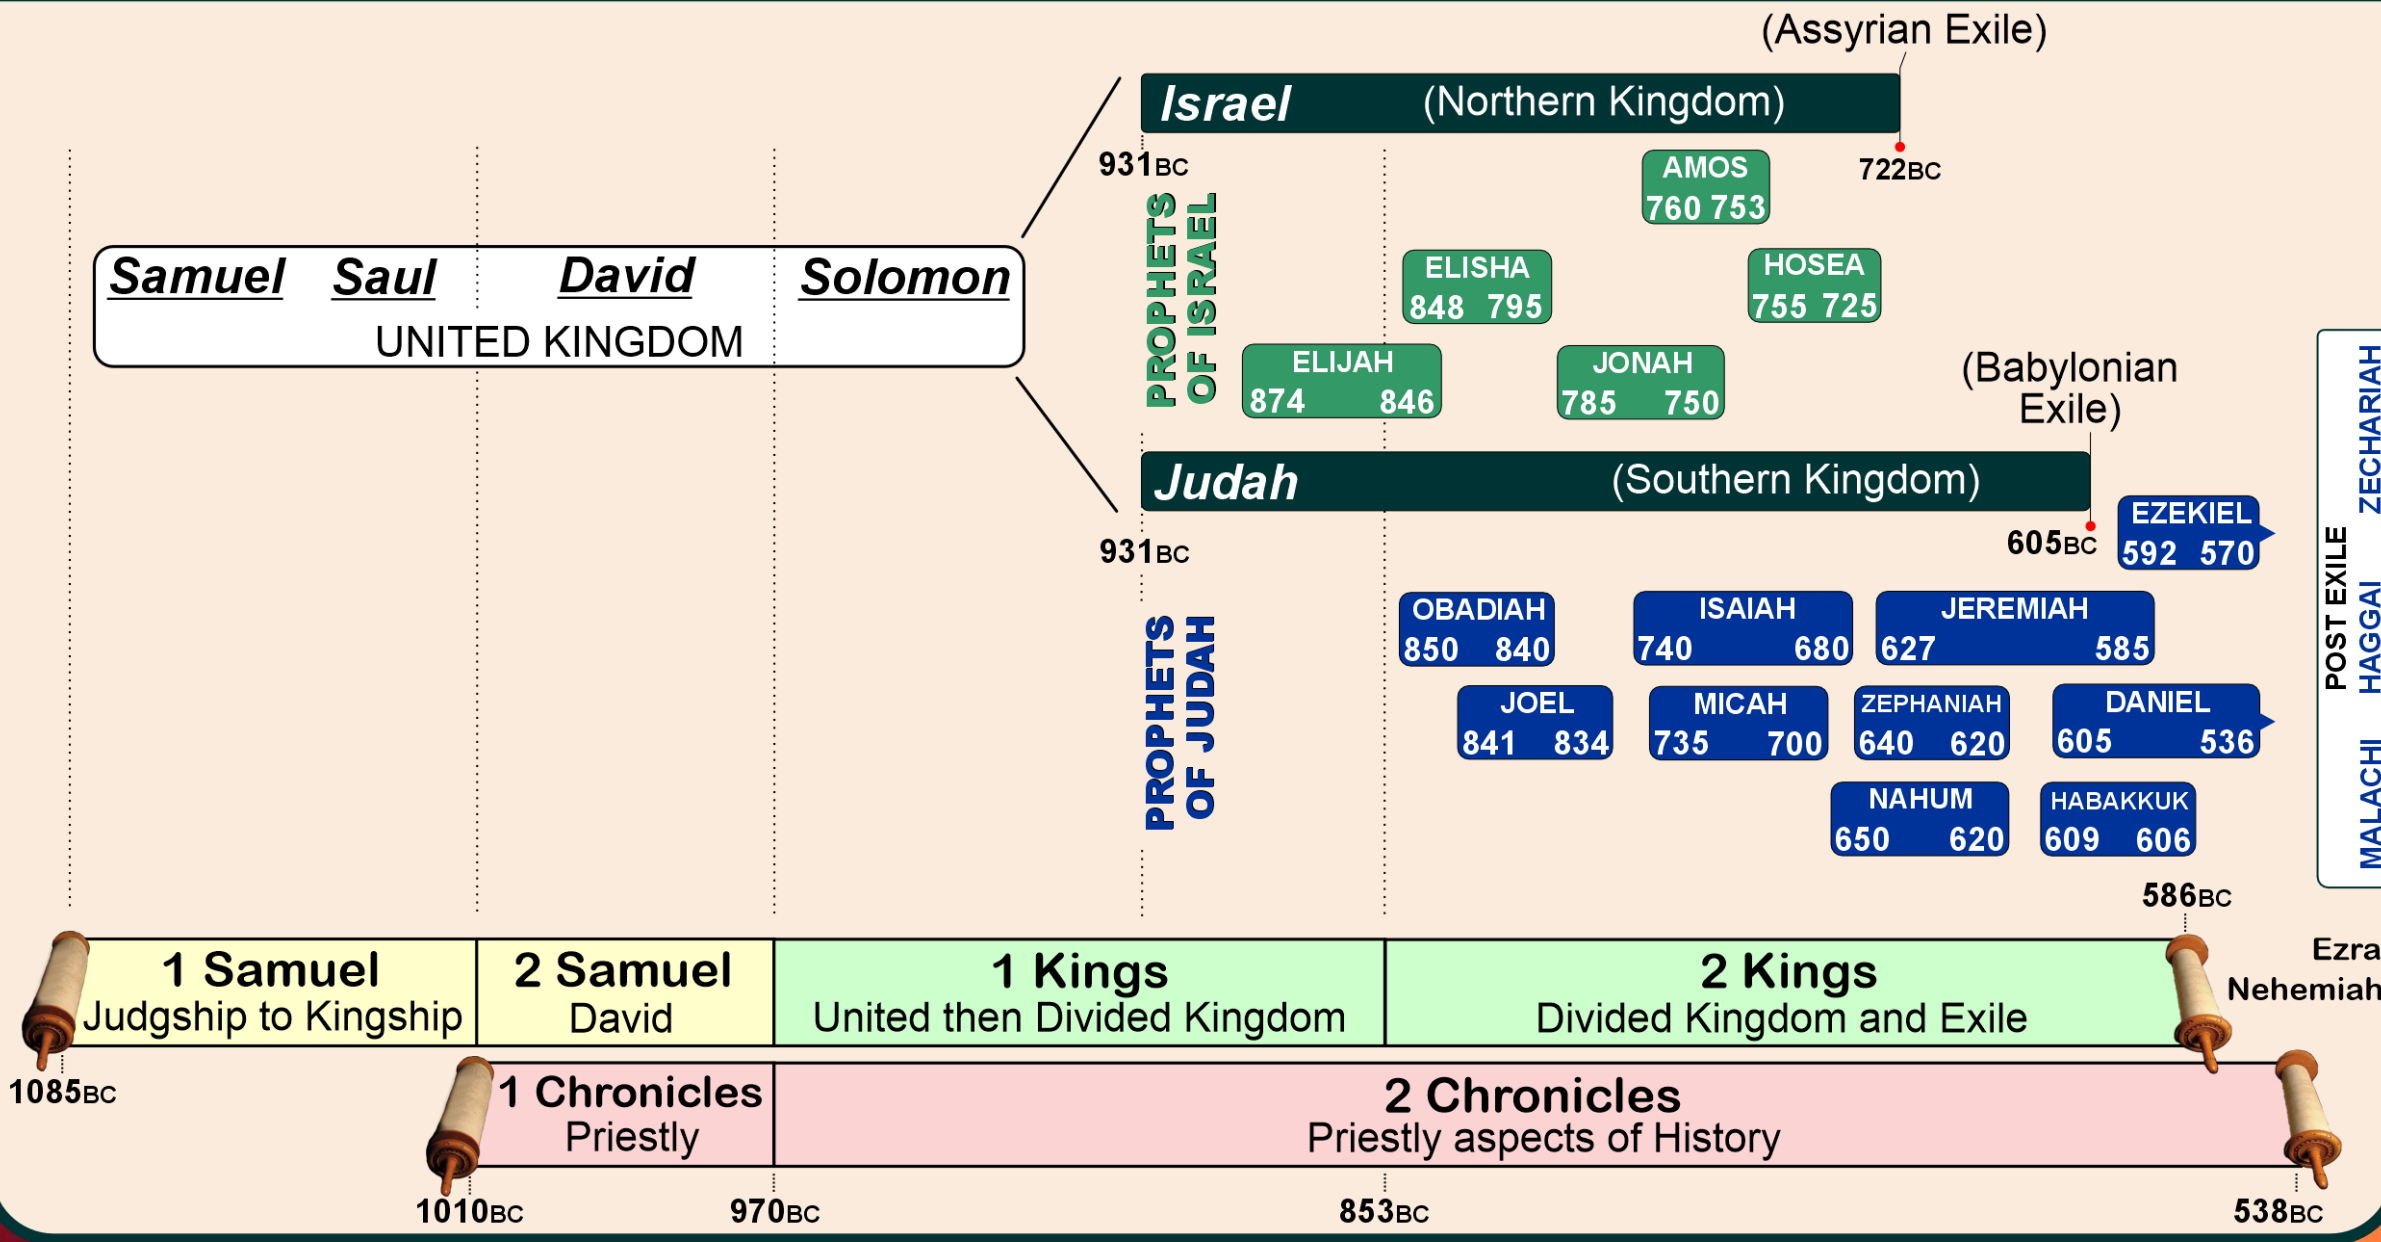 (Assyrian Exile)
Israel (Northern Kingdom)
931BC
722BC
PROPHETS
OF ISRAEL
AMOS
760 753
ELISHA
848 795
HOSEA
755 725
ELIJAH
874 846
JONAH
785 750
Samuel Saul David Solomon
UNITED KINGDOM
(Babylonian
Exile)
Judah (Southern Kingdom)
931BC
605BC
PROPHETS
OF JUDAH
EZEKIEL
592 570
OBADIAH
850 840
ISAIAH
740 680
JEREMIAH
627 585
JOEL
841 834
MICAH
735 700
ZEPHANIAH
640 620
DANIEL
605 536
NAHUM
650 620
HABAKKUK
609 606
POST EXILE
MALACHI HAGGAI ZECHARIAH
586BC
1 Samuel
Judgship to Kingship
2 Samuel
David
1 Kings
United then Divided Kingdom
2 Kings
Divided Kingdom and Exile
Ezra
Nehemiah
1085BC
1 Chronicles
Priestly
2 Chronicles
Priestly aspects of History
1010BC
970BC
853BC
538BC